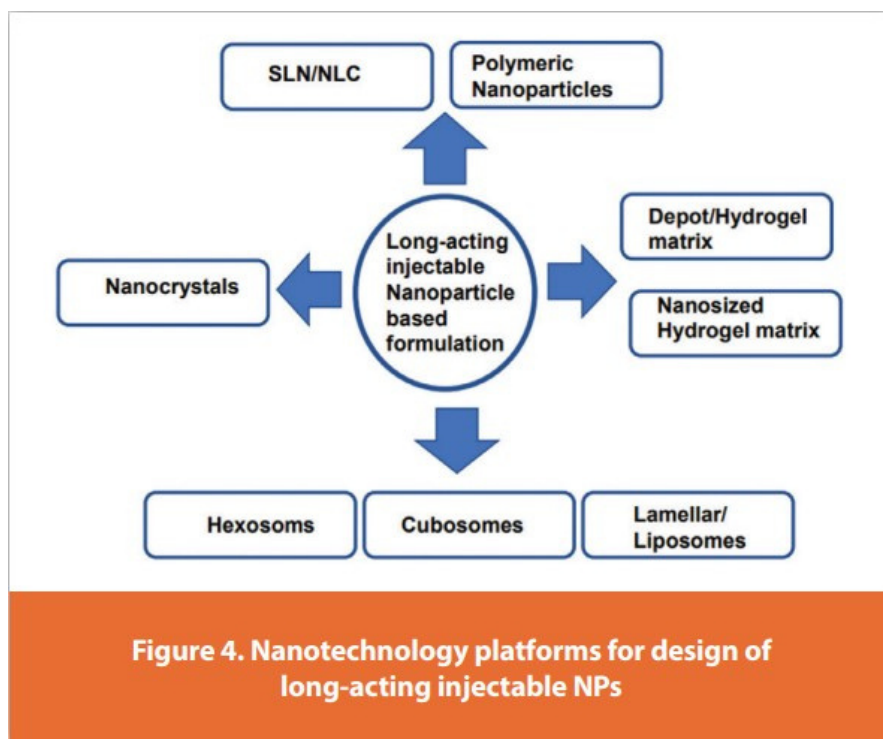 SLN/NLC
Polymeric
Nanoparticles
Long-acting
injectable
Nanoparticle
based
formulation
Depot/Hydrogel
matrix
Nanocrystals
Nanosized
Hydrogel matrix
Hexosoms
Cubosomes
Lamellar/
Liposomes
Figure 4. Nanotechnology platforms for design of
long-acting injectable NPs